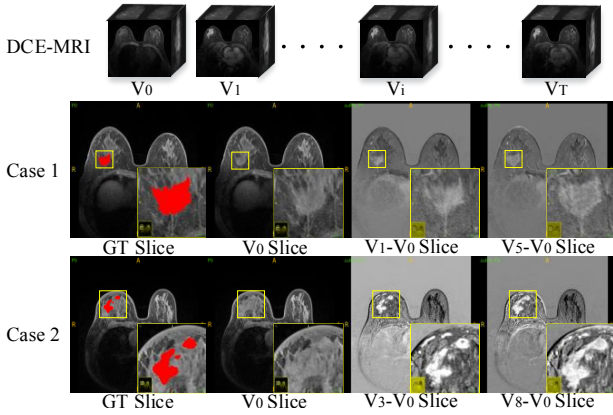 DCE-MRI
V0 V1 . . . . Vi . . . . VT
Case 1
A A A A
R R R R
GT Slice V0 Slice V1-V0 Slice V5-V0 Slice
Case 2
A A A A
R R R R
GT Slice V0 Slice V3-V0 Slice V8-V0 Slice